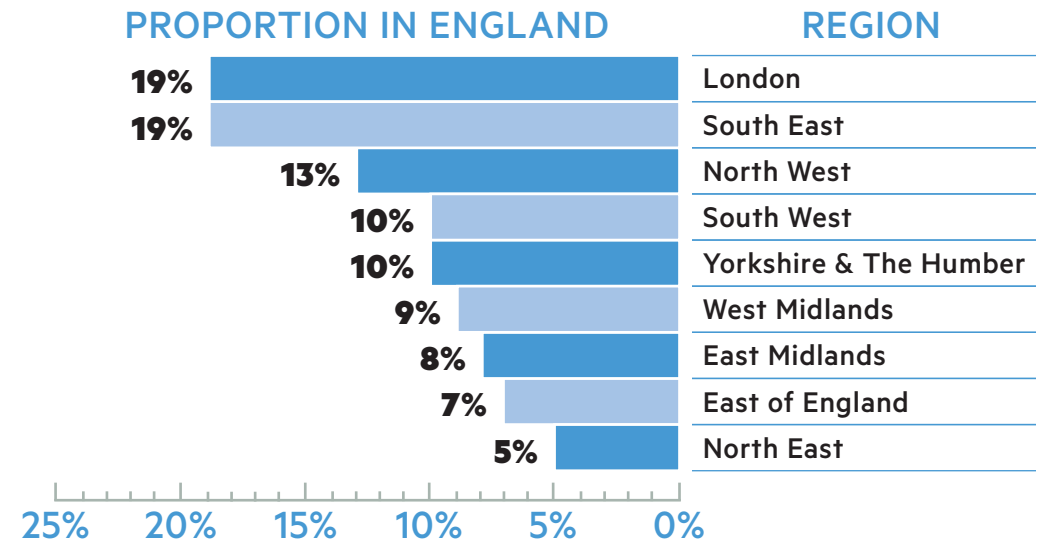 PROPORTION IN ENGLAND REGION
19% London
19% South East
13% North West
10% South West
10% Yorkshire & The Humber
9% West Midlands
8% East Midlands
7% East of England
5% North East
25% 20% 15% 10% 5% 0%